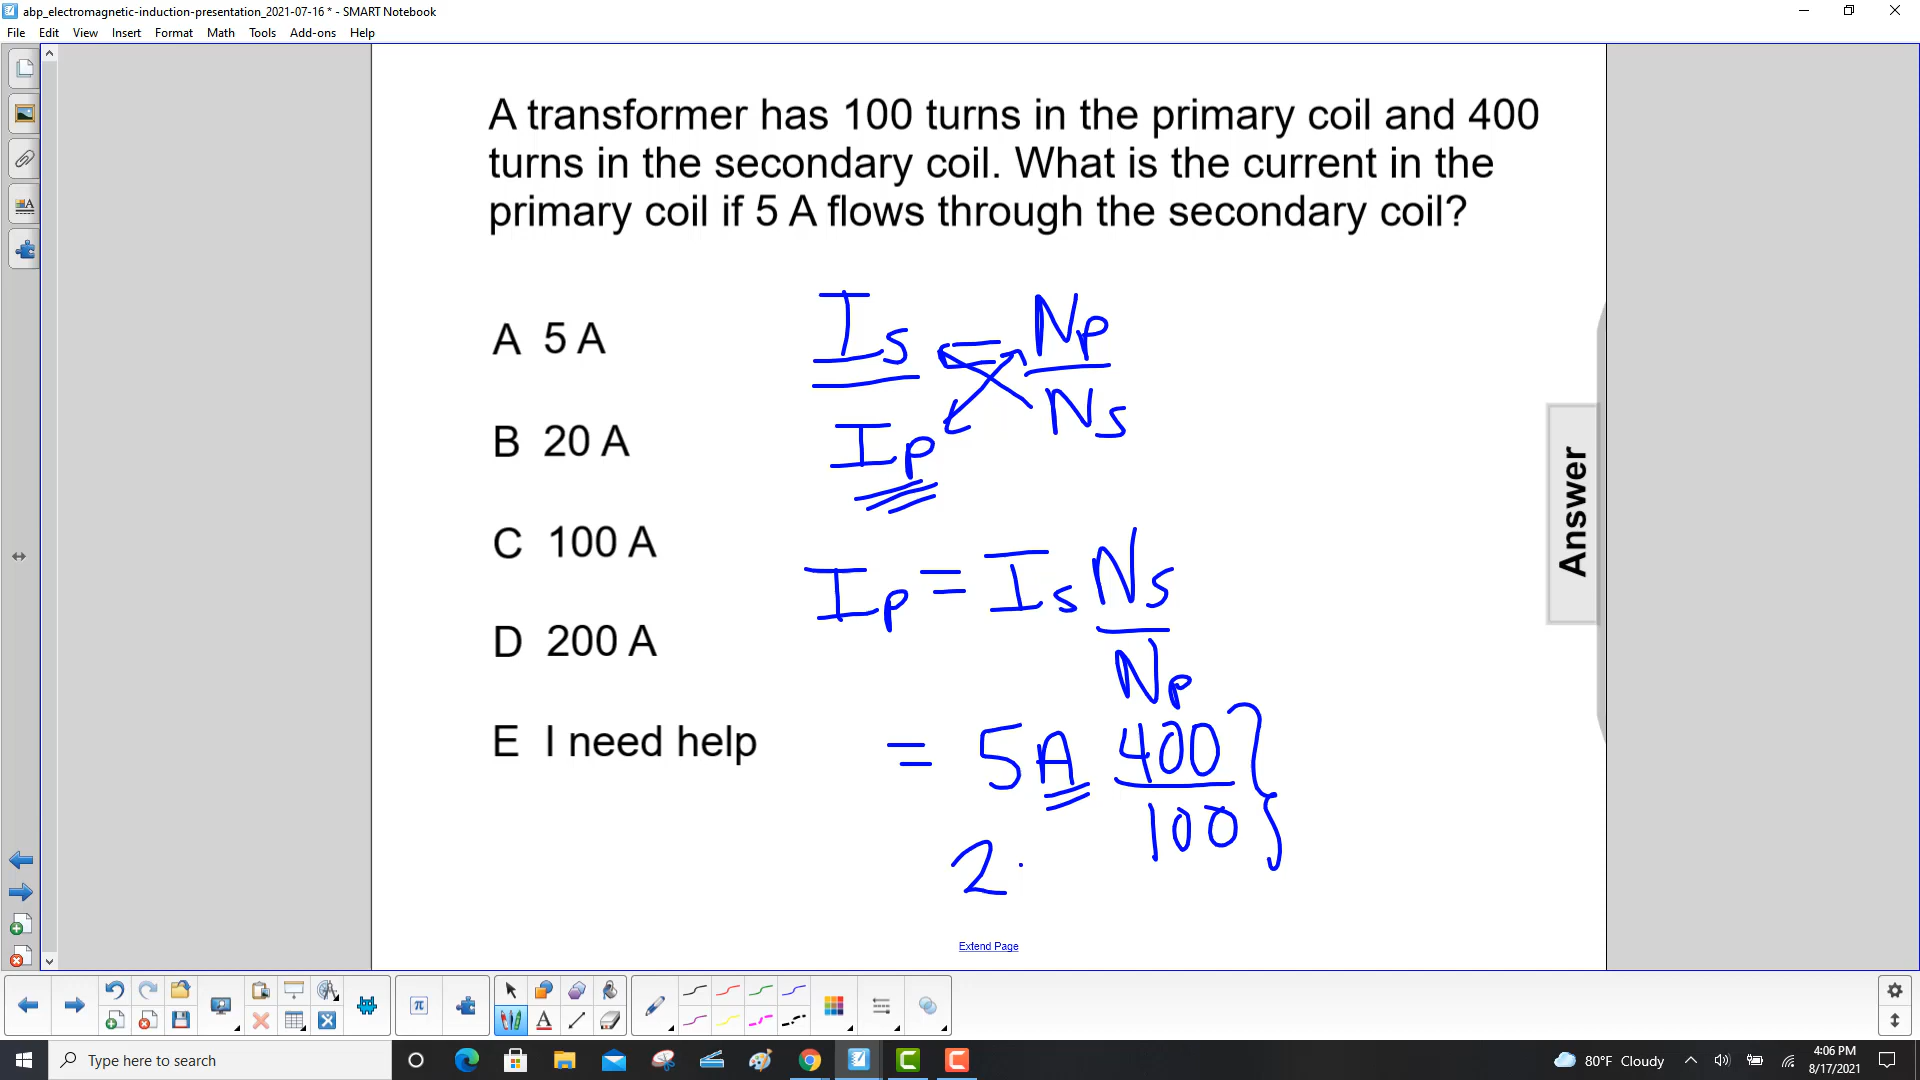 abp_electromagnetic-induction-presentation_2021-07-16 * - SMART Notebook
File Edit View Insert Format Math Tools Add-ons Help
A transformer has 100 turns in the primary coil and 400
turns in the secondary coil. What is the current in the
primary coil if 5 A flows through the secondary coil?
A 5 A
B 20 A
C 100 A
D 200 A
E I need help
Is = Np
Ip Ns
Ip = Is Ns
Np
= 5 A 400
100
2
Answer
Extend Page
Type here to search
80°F Cloudy
4:06 PM
8/17/2021